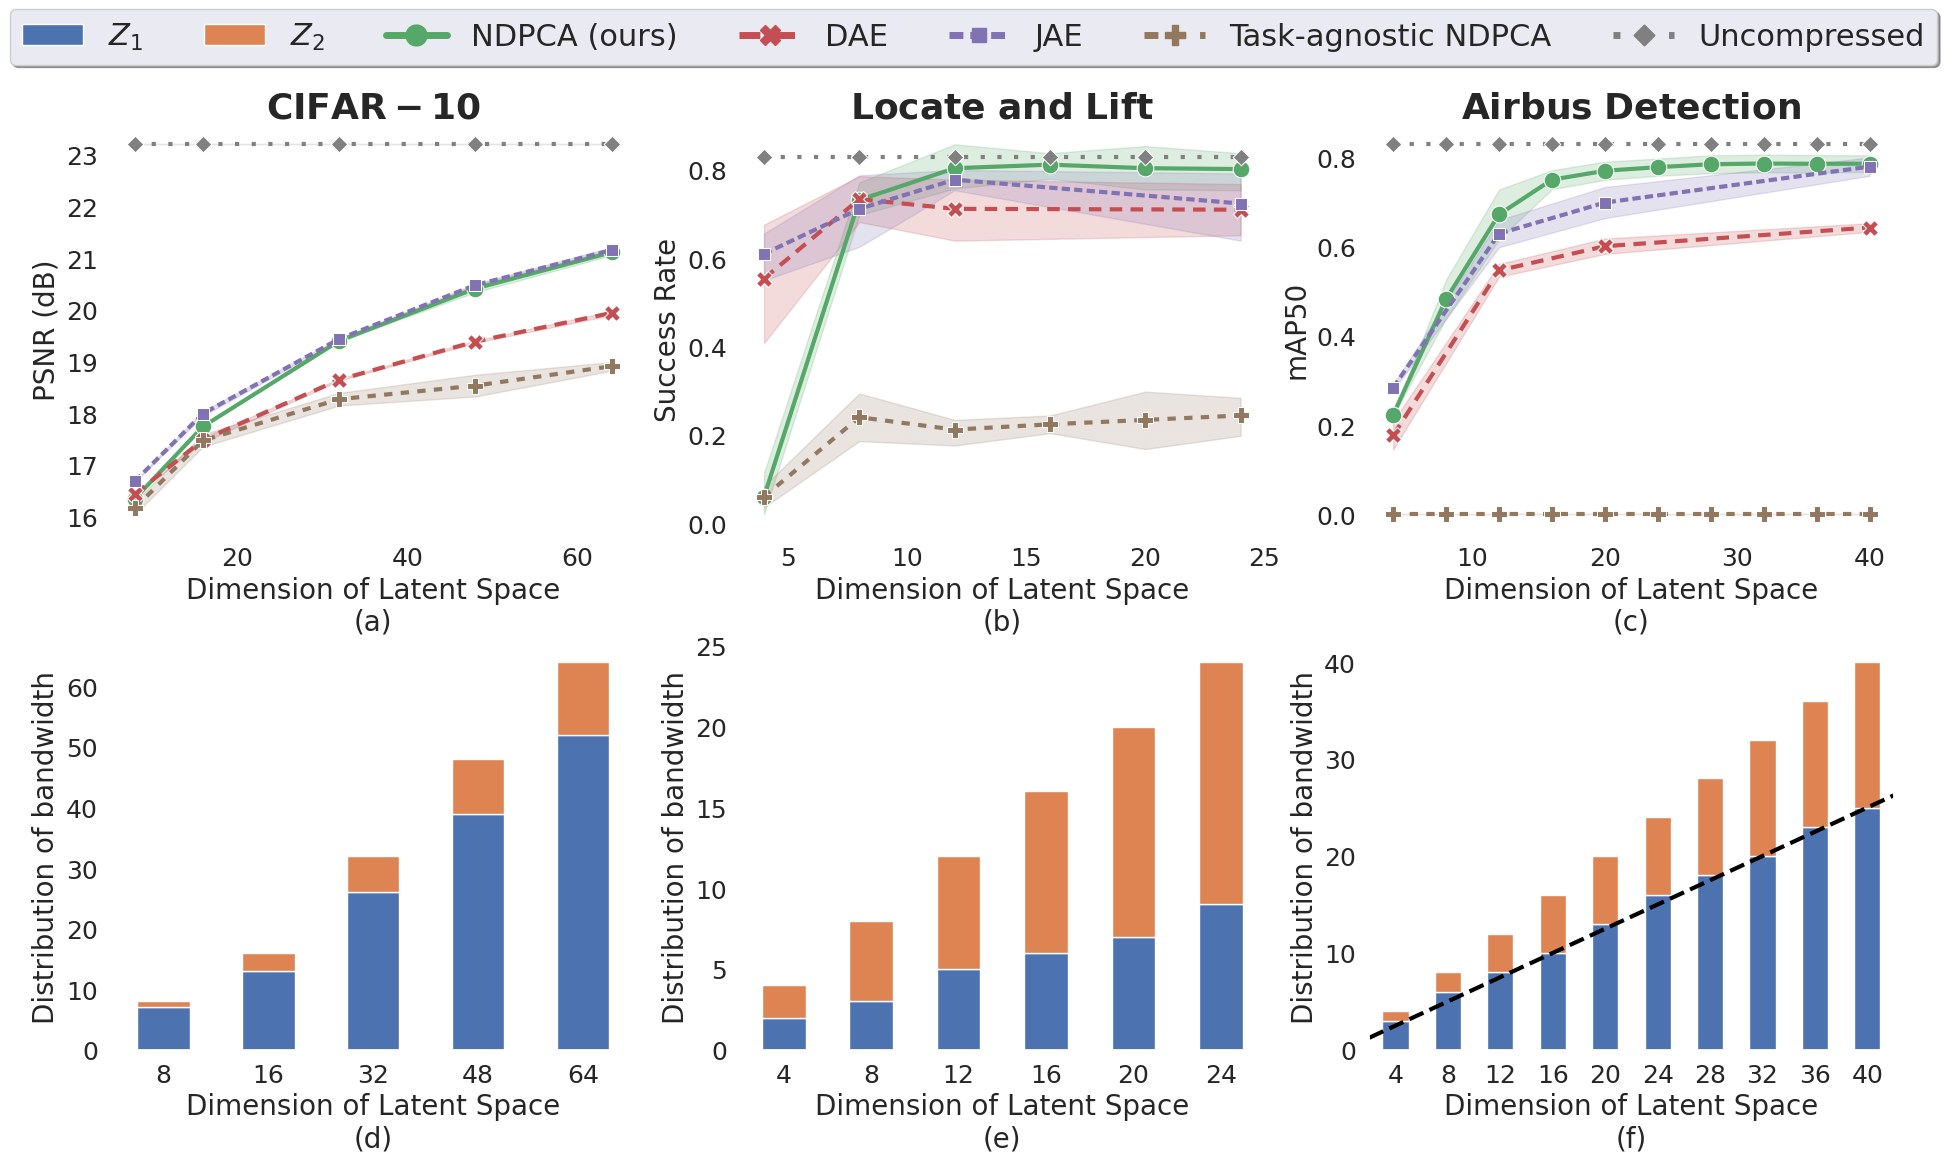 Z1 Z2 NDPCA (ours) DAE JAE Task-agnostic NDPCA Uncompressed
CIFAR − 10
PSNR (dB)
23
22
21
20
19
18
17
16
20 40 60
Dimension of Latent Space
(a)
Locate and Lift
Success Rate
0.8
0.6
0.4
0.2
0.0
5 10 15 20 25
Dimension of Latent Space
(b)
Airbus Detection
mAP50
0.8
0.6
0.4
0.2
0.0
10 20 30 40
Dimension of Latent Space
(c)
Distribution of bandwidth
60
50
40
30
20
10
0
8 16 32 48 64
Dimension of Latent Space
(d)
Distribution of bandwidth
25
20
15
10
5
0
4 8 12 16 20 24
Dimension of Latent Space
(e)
Distribution of bandwidth
40
30
20
10
0
4 8 12 16 20 24 28 32 36 40
Dimension of Latent Space
(f)